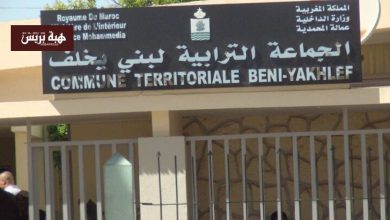 هبة بريس
Royaume Du Maroc
Ministère de l'Intérieur
Préfecture Mohammedia
المملكة المغربية
وزارة الداخلية
عمالة المحمدية
الجماعة الترابية لبني يخلف
COMMUNE TERRITORIALE BENI-YAKHLEF